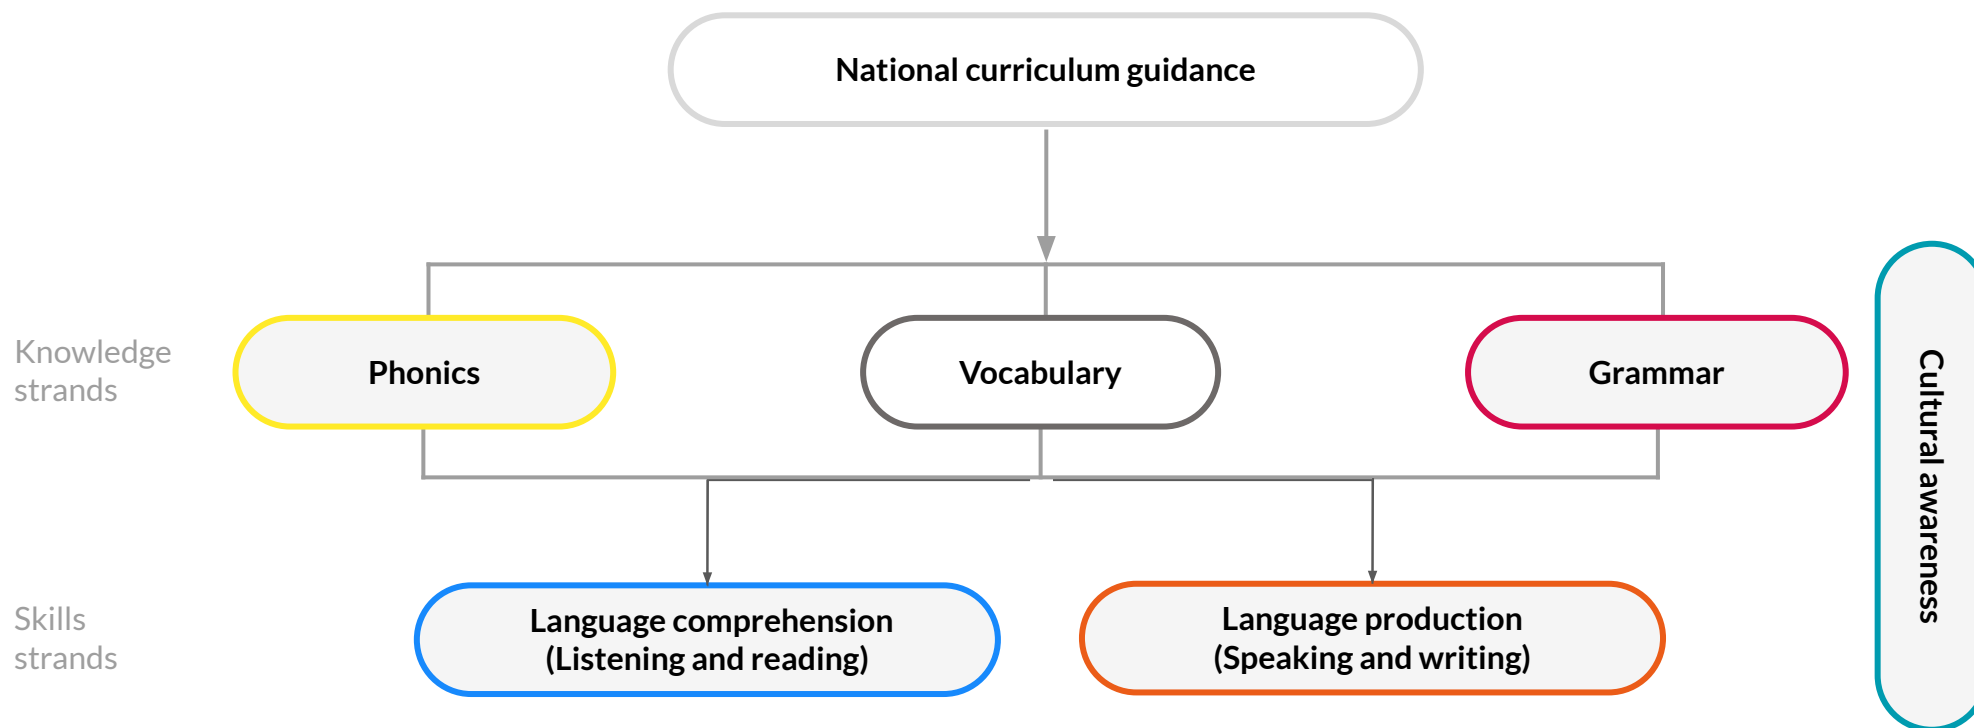 National curriculum guidance
Knowledge
strands
Phonics
Vocabulary
Grammar
Cultural awareness
Skills
strands
Language comprehension
(Listening and reading)
Language production
(Speaking and writing)